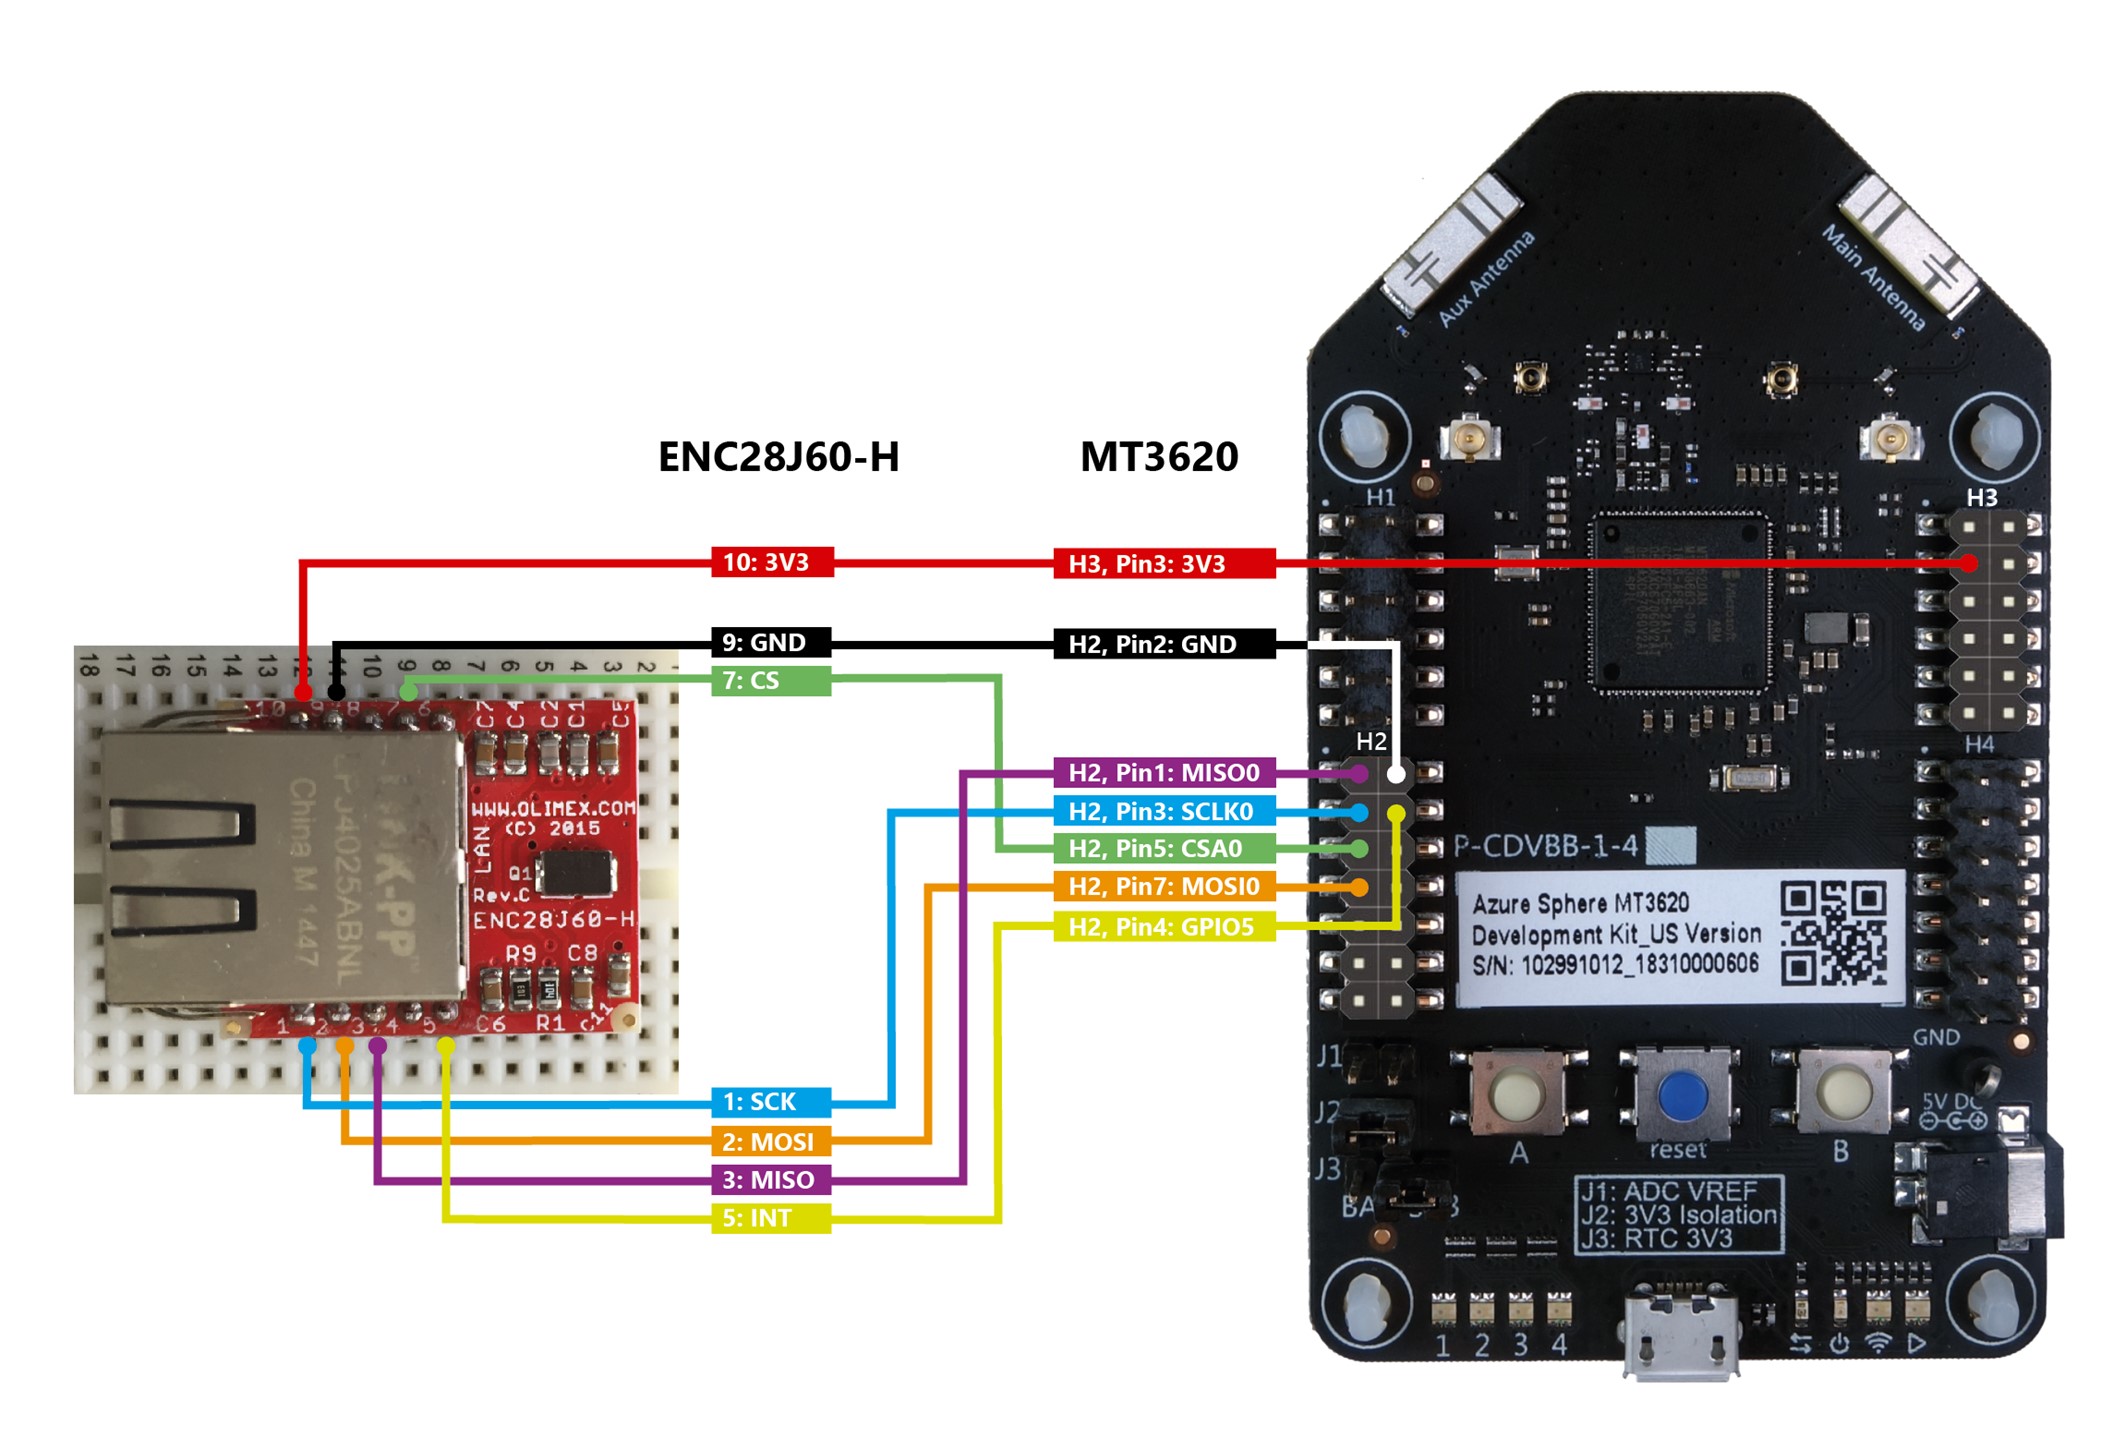 ENC28J60-H
MT3620
10: 3V3
H3, Pin3: 3V3
9: GND
H2, Pin2: GND
7: CS
H2, Pin1: MISO0
H2, Pin3: SCLK0
H2, Pin5: CSA0
H2, Pin7: MOSI0
H2, Pin4: GPIO5
1: SCK
2: MOSI
3: MISO
5: INT
18 17 16 15 14 13 12 11 10 9 8 7 6 5 4 3 2
10 9 8 7 6
C7 C4 C2 C1 C5
WWW.OLIMEX.COM
(C) 2015
LAN
Q1
Rev.C
ENC28J60-H
R9 C8
1 2 3 4 5 C6 R1 C11
LPJ4025ABNL
China M 1447
Aux Antenna
Main Antenna
H1
H3
H2
H4
P-CDVBB-1-4
Azure Sphere MT3620
Development Kit_US Version
S/N: 102991012_18310000606
GND
J1
J2
J3
5V DC
A
reset
B
J1: ADC VREF
J2: 3V3 Isolation
J3: RTC 3V3
1 2 3 4